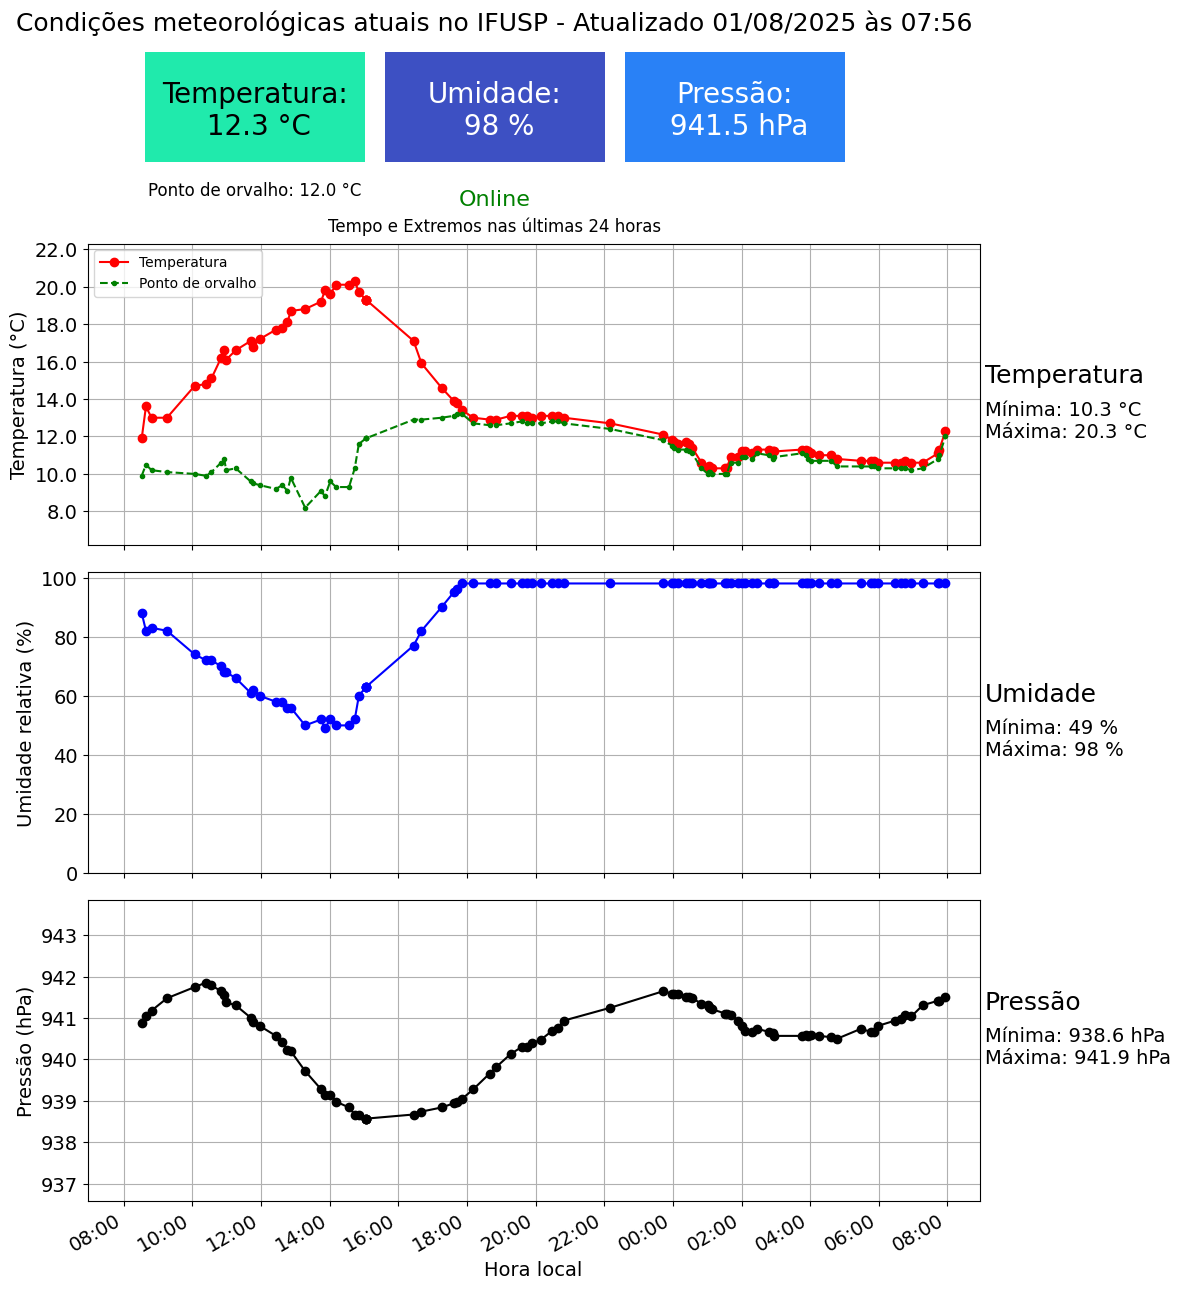 Condições meteorológicas atuais no IFUSP - Atualizado 01/08/2025 às 07:56
Temperatura:
12.3 °C
Umidade:
98 %
Pressão:
941.5 hPa
Ponto de orvalho: 12.0 °C
Online
Tempo e Extremos nas últimas 24 horas
Temperatura (°C)
22.0
20.0
18.0
16.0
14.0
12.0
10.0
8.0
Temperatura
Ponto de orvalho
Temperatura
Mínima: 10.3 °C
Máxima: 20.3 °C
Umidade relativa (%)
100
80
60
40
20
0
Umidade
Mínima: 49 %
Máxima: 98 %
Pressão (hPa)
943
942
941
940
939
938
937
Pressão
Mínima: 938.6 hPa
Máxima: 941.9 hPa
08:00
10:00
12:00
14:00
16:00
18:00
20:00
22:00
00:00
02:00
04:00
06:00
08:00
Hora local